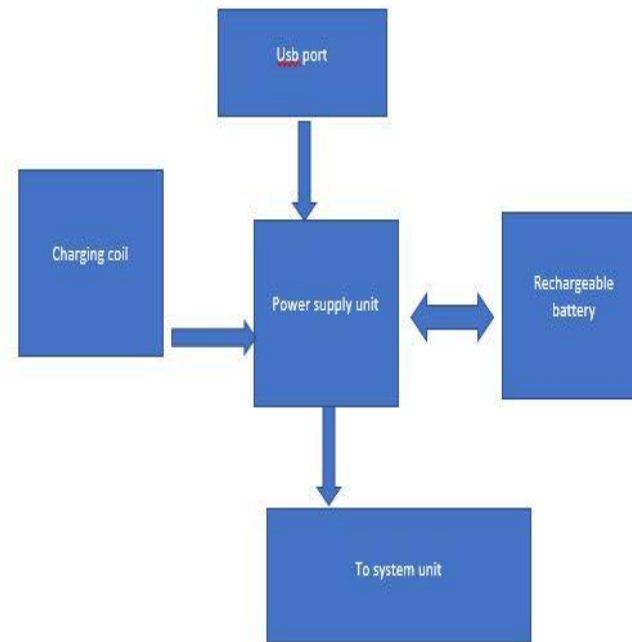 Usb port
Charging coil
Power supply unit
Rechargeable
battery
To system unit